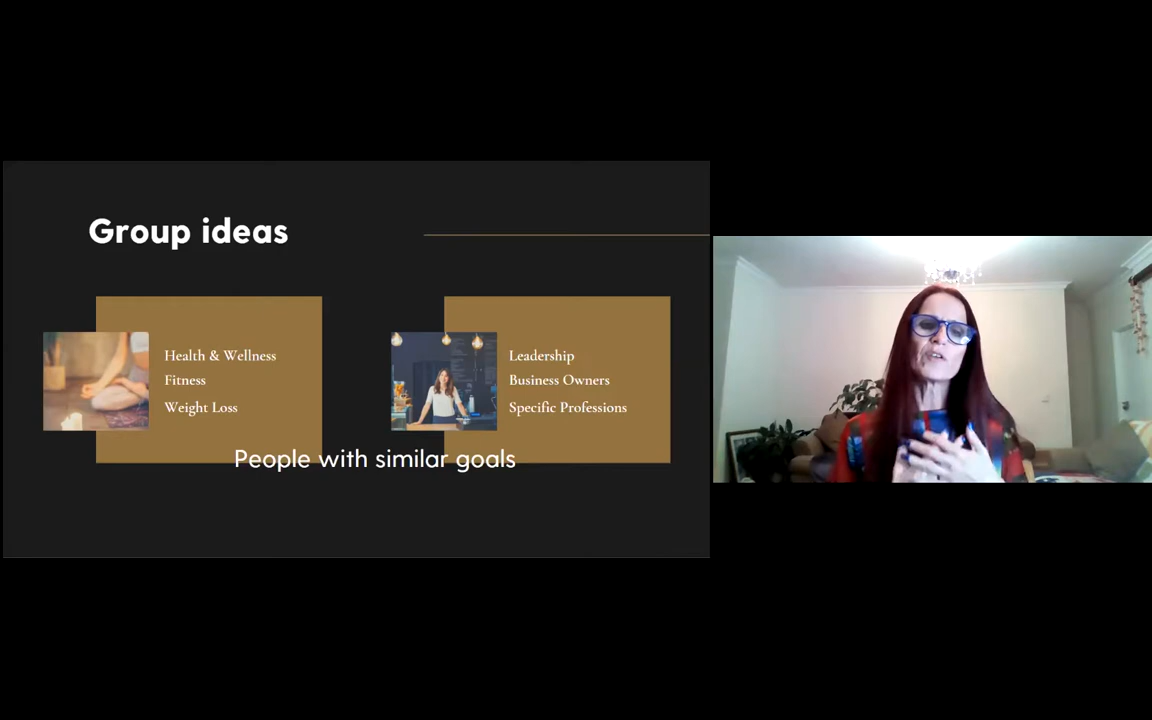 Group ideas
Health & Wellness
Fitness
Weight Loss
Leadership
Business Owners
Specific Professions
People with similar goals